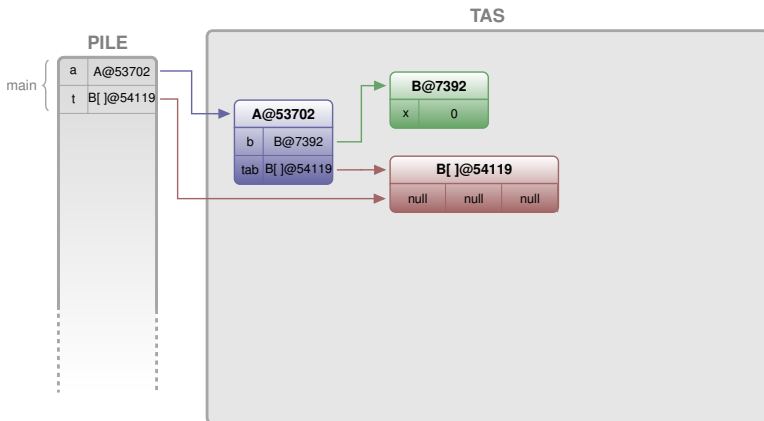 PILE
TAS
main
a A@53702
t B[ ]@54119
A@53702
b B@7392
tab B[ ]@54119
B@7392
x 0
B[ ]@54119
null null null